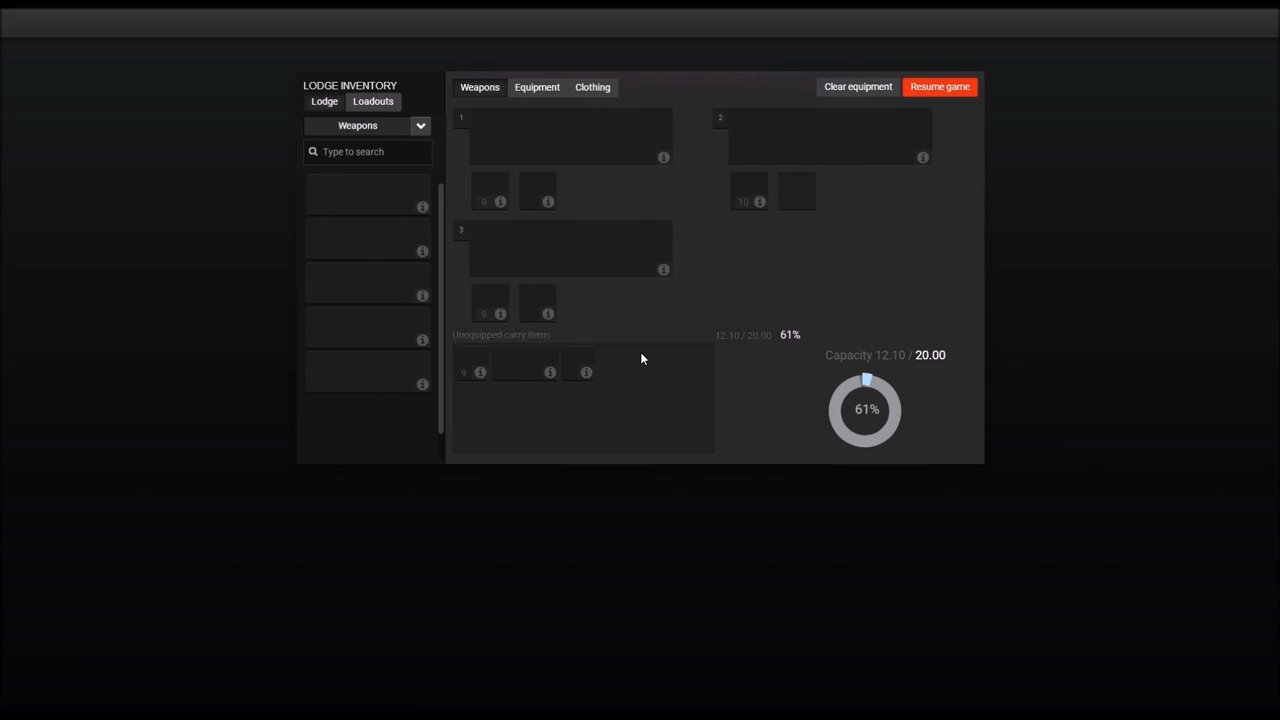 LODGE INVENTORY
Lodge Loadouts
Weapons
Type to search
Weapons Equipment Clothing
Clear equipment Resume game
1
2
9
10
3
9
Unequipped carry items
12.10 / 20.00 61%
9
Capacity 12.10 / 20.00
61%